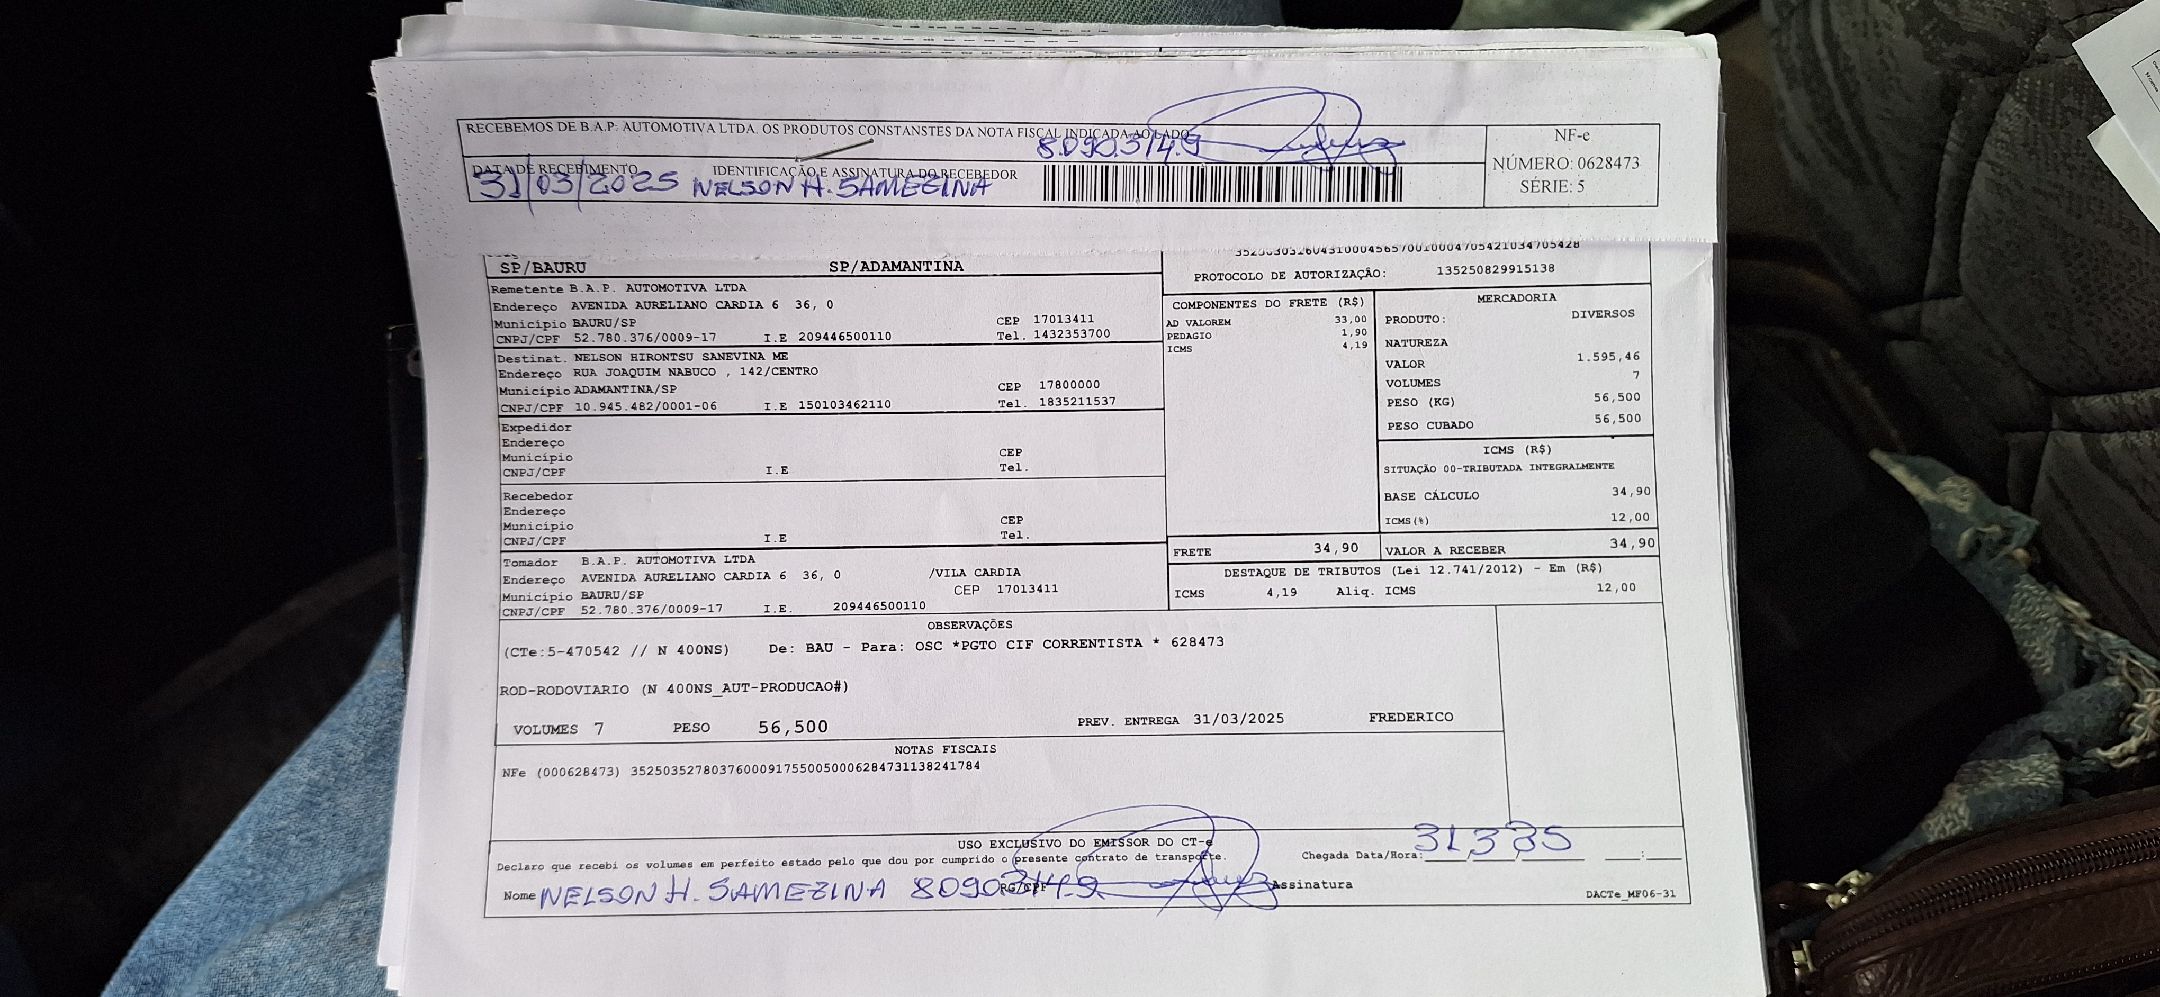 RECEBEMOS DE B.A.P. AUTOMOTIVA LTDA. OS PRODUTOS CONSTANSTES DA NOTA FISCAL INDICADA AO LADO
8.090.314.9
DATA DE RECEBIMENTO IDENTIFICAÇÃO E ASSINATURA DO RECEBEDOR
31/03/2025 NELSON H. SAMEZINA
NF-e
NÚMERO: 0628473
SÉRIE: 5
SP/BAURU SP/ADAMANTINA
Remetente B.A.P. AUTOMOTIVA LTDA
Endereço AVENIDA AURELIANO CARDIA 6 36, 0
Município BAURU/SP CEP 17013411
CNPJ/CPF 52.780.376/0009-17 I.E 209446500110 Tel. 1432353700
Destinat. NELSON HIRONTSU SANEVINA ME
Endereço RUA JOAQUIM NABUCO , 142/CENTRO
Município ADAMANTINA/SP CEP 17800000
CNPJ/CPF 10.945.482/0001-06 I.E 150103462110 Tel. 1835211537
Expedidor
Endereço
Município CEP
CNPJ/CPF I.E Tel.
Recebedor
Endereço
Município CEP
CNPJ/CPF I.E Tel.
Tomador B.A.P. AUTOMOTIVA LTDA
Endereço AVENIDA AURELIANO CARDIA 6 36, 0 /VILA CARDIA
Município BAURU/SP CEP 17013411
CNPJ/CPF 52.780.376/0009-17 I.E. 209446500110
PROTOCOLO DE AUTORIZAÇÃO: 135250829915138
COMPONENTES DO FRETE (R$)
AD VALOREM 33,00
PEDAGIO 1,90
ICMS 4,19
MERCADORIA
PRODUTO: DIVERSOS
NATUREZA
VALOR 1.595,46
VOLUMES 7
PESO (KG) 56,500
PESO CUBADO 56,500
ICMS (R$)
SITUAÇÃO 00-TRIBUTADA INTEGRALMENTE
BASE CÁLCULO 34,90
ICMS(%) 12,00
FRETE 34,90 VALOR A RECEBER 34,90
DESTAQUE DE TRIBUTOS (Lei 12.741/2012) - Em (R$)
ICMS 4,19 Aliq. ICMS 12,00
OBSERVAÇÕES
(CTe:5-470542 // N 400NS) De: BAU - Para: OSC *PGTO CIF CORRENTISTA * 628473
ROD-RODOVIARIO (N 400NS_AUT-PRODUCAO#)
VOLUMES 7 PESO 56,500 PREV. ENTREGA 31/03/2025 FREDERICO
NOTAS FISCAIS
NFe (000628473) 35250352780376000917550050006284731138241784
USO EXCLUSIVO DO EMISSOR DO CT-e
Declaro que recebi os volumes em perfeito estado pelo que dou por cumprido o presente contrato de transporte. Chegada Data/Hora:
Nome NELSON H. SAMEZINA 8.090.314.9 RG/CPF Assinatura DACTe_MF06-31